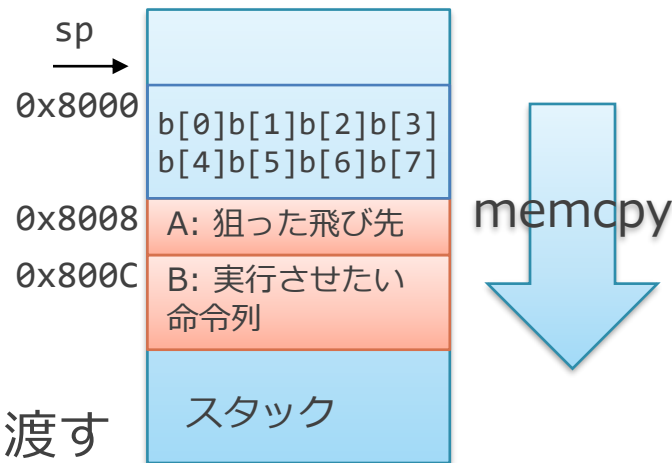 sp
0x8000
b[0]b[1]b[2]b[3]
b[4]b[5]b[6]b[7]
0x8008
A: 狙った飛び先
memcpy
0x800C
B: 実行させたい
命令列
スタック
渡す